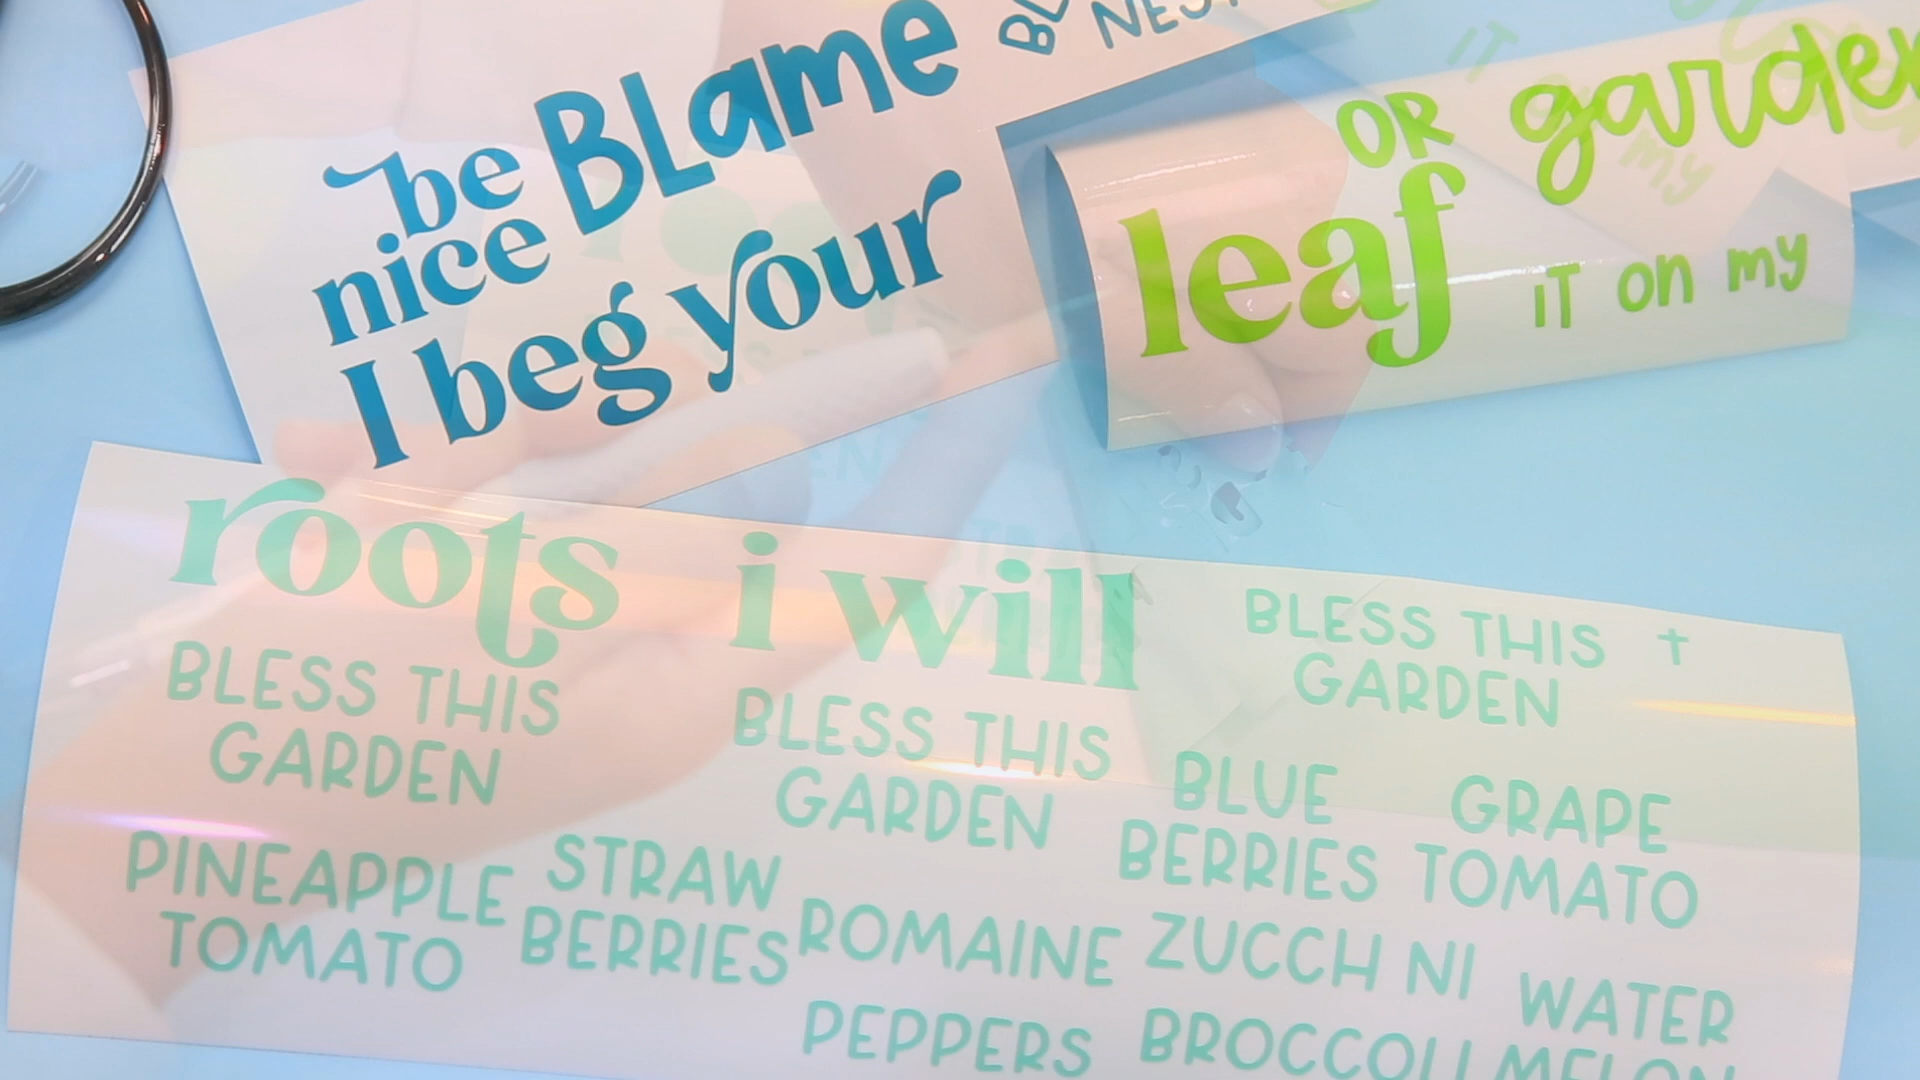 be
nice
BLame
I beg your
OR garden
leaf iT on my
roots i will
BLESS THIS
GARDEN
BLESS THIS
GARDEN
BLESS THIS †
GARDEN
PINEAPPLE
TOMATO
STRAW
BERRIES
ROMAINE
BLUE
BERRIES
GRAPE
TOMATO
ZUCCH NI
WATER
MELON
PEPPERS
BROCCOLI